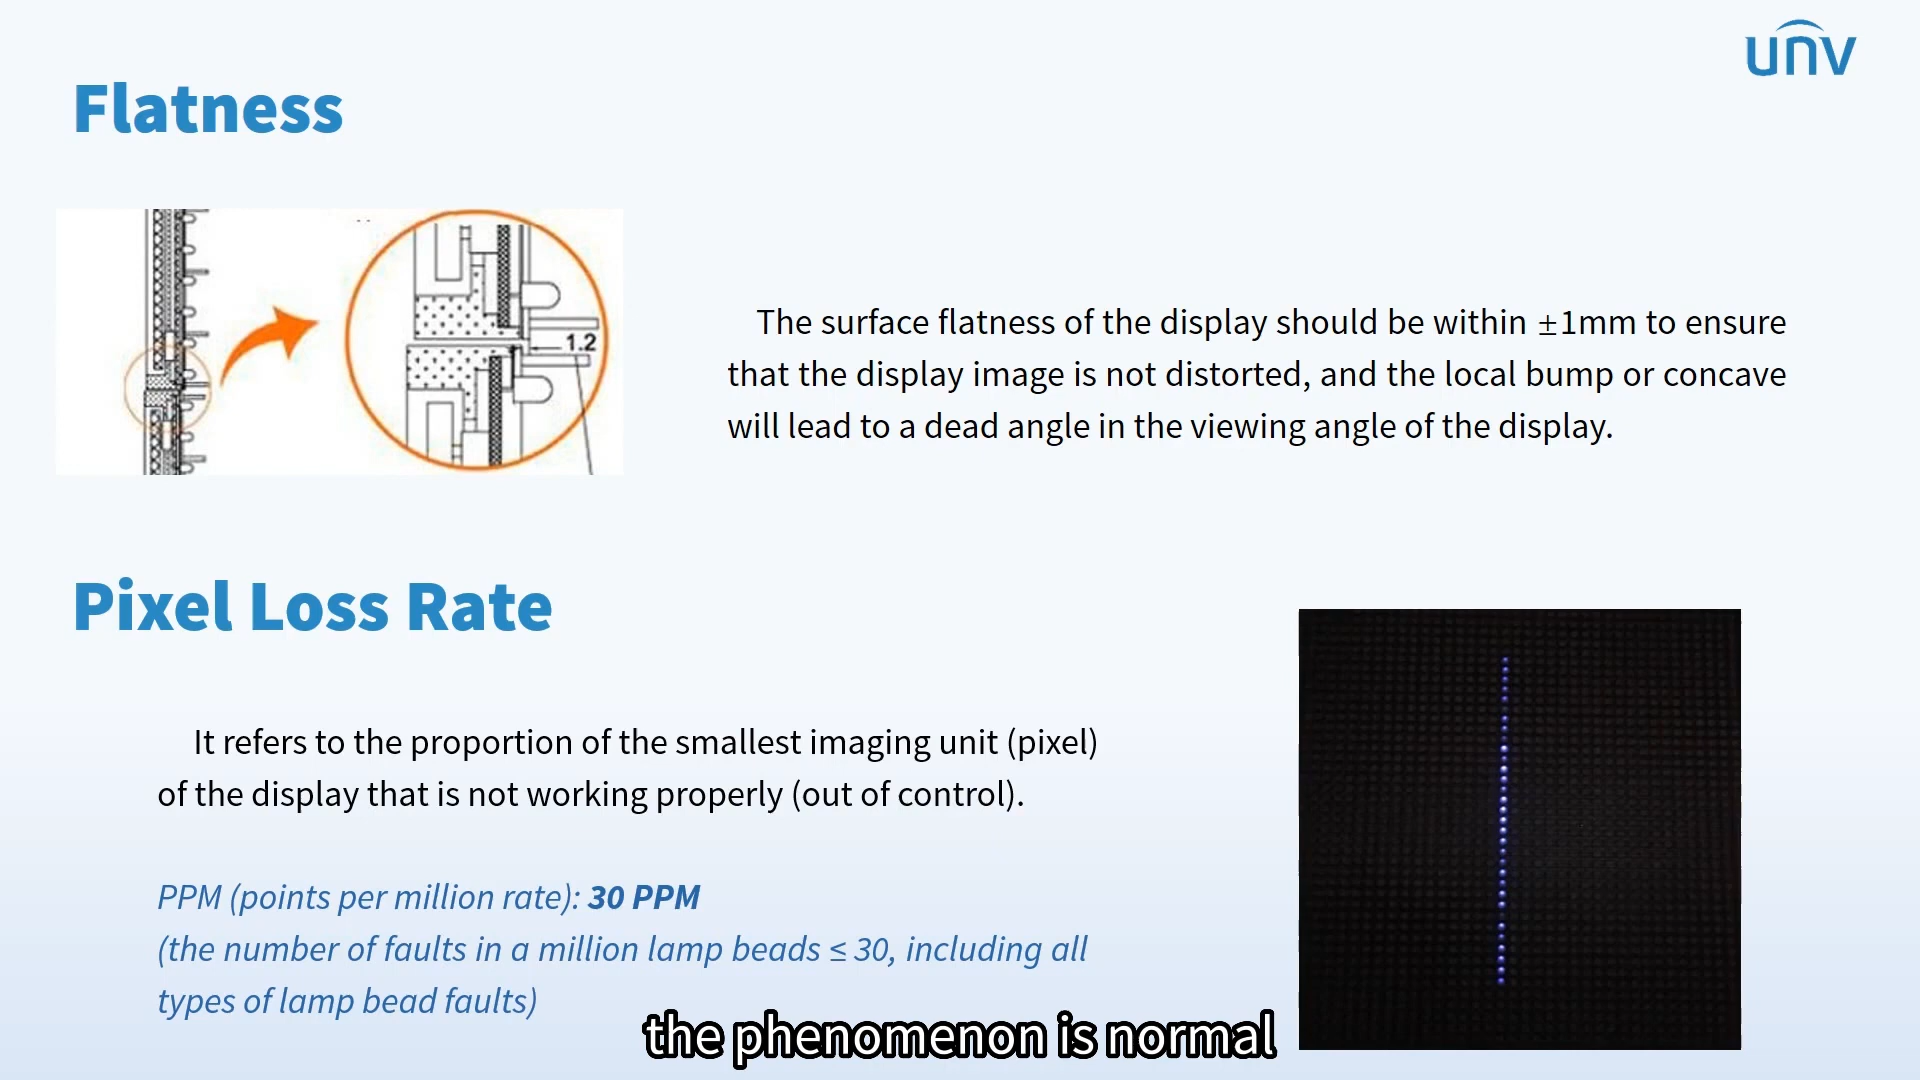 unv
Flatness
1.2
The surface flatness of the display should be within ±1mm to ensure
that the display image is not distorted, and the local bump or concave
will lead to a dead angle in the viewing angle of the display.
Pixel Loss Rate
It refers to the proportion of the smallest imaging unit (pixel)
of the display that is not working properly (out of control).
PPM (points per million rate): 30 PPM
(the number of faults in a million lamp beads ≤ 30, including all
types of lamp bead faults)
the phenomenon is normal